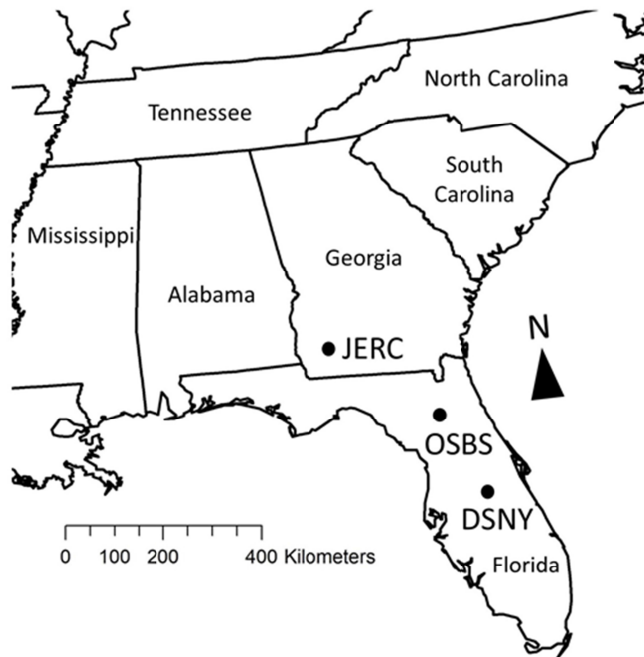 North Carolina
Tennessee
South
Carolina
Mississippi
Georgia
Alabama
N
JERC
OSBS
DSNY
0 100 200 400 Kilometers
Florida